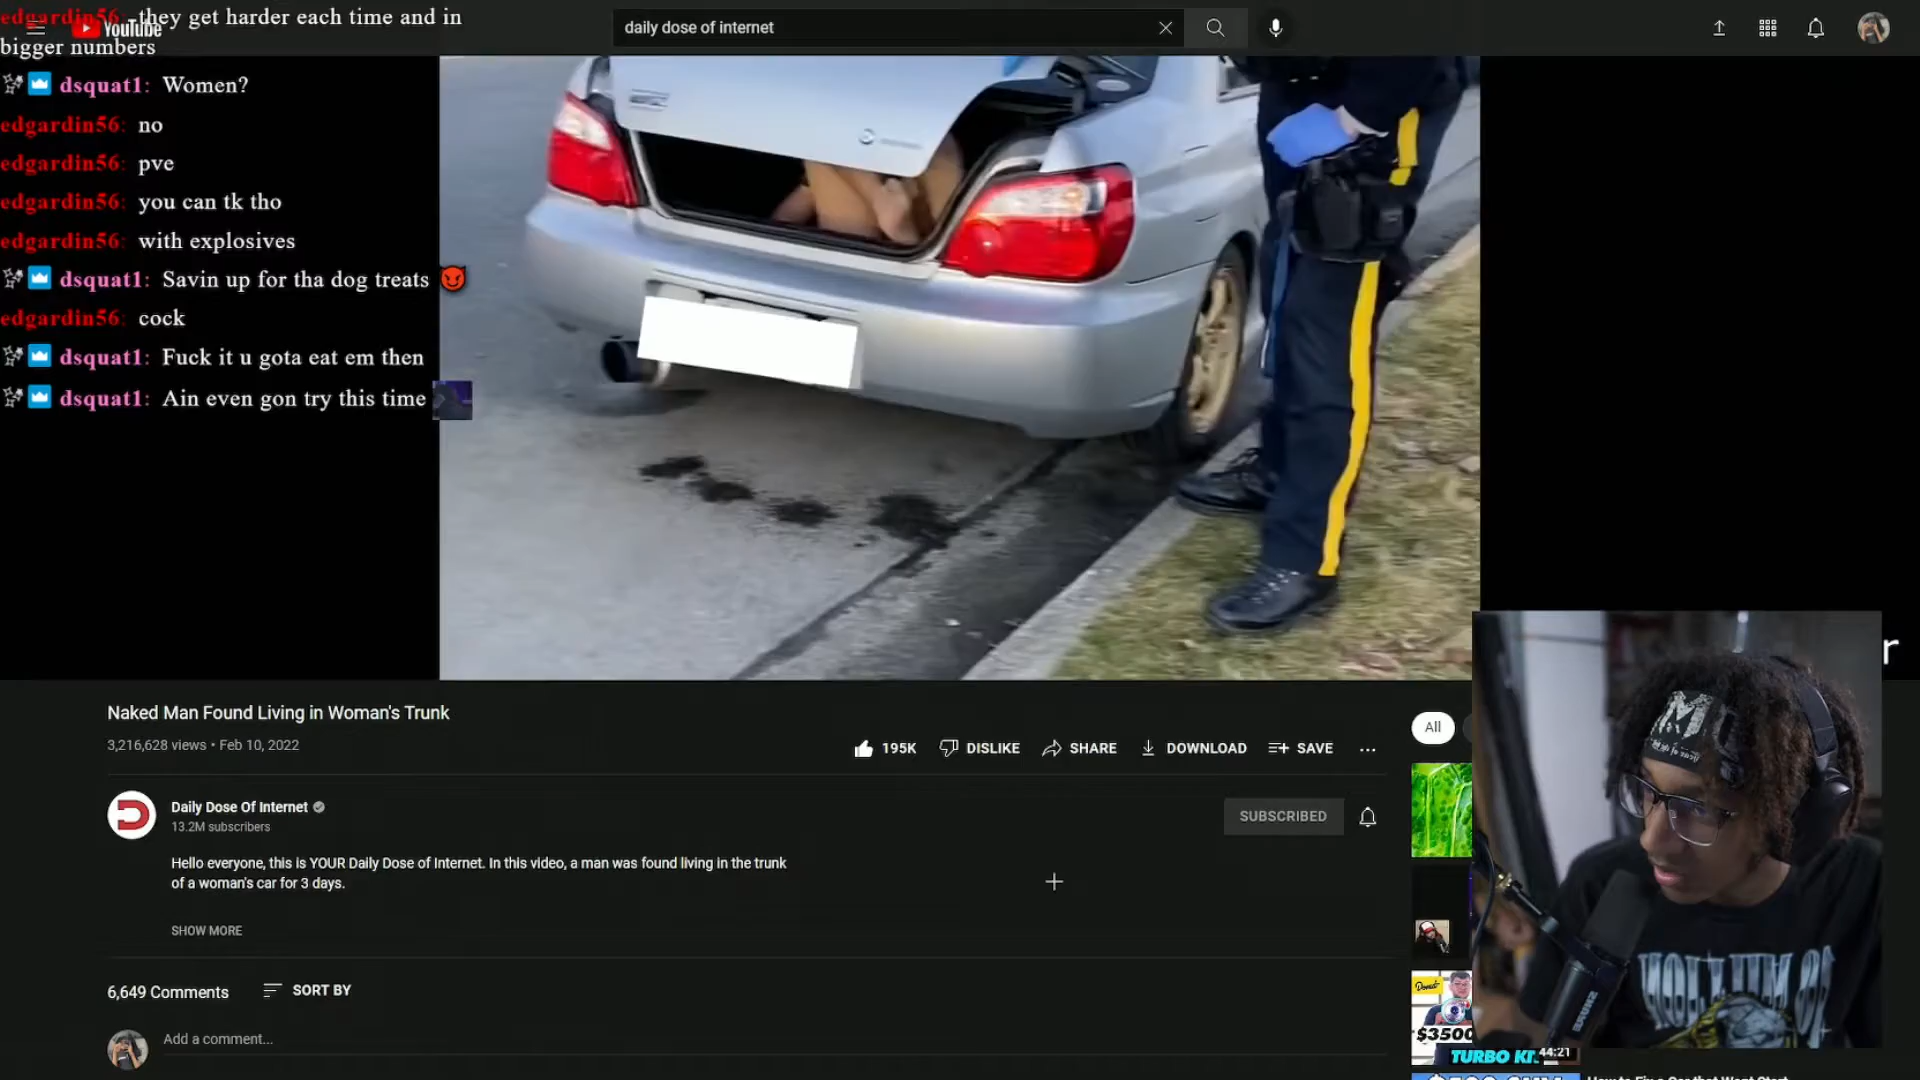 edgardin56: they get harder each time and in
bigger numbers
YouTube
daily dose of internet
dsquat1: Women?
edgardin56: no
edgardin56: pve
edgardin56: you can tk tho
edgardin56: with explosives
dsquat1: Savin up for tha dog treats
edgardin56: cock
dsquat1: Fuck it u gota eat em then
dsquat1: Ain even gon try this time
r
Naked Man Found Living in Woman's Trunk
3,216,628 views • Feb 10, 2022
195K
DISLIKE
SHARE
DOWNLOAD
SAVE
All
Daily Dose Of Internet
13.2M subscribers
SUBSCRIBED
Hello everyone, this is YOUR Daily Dose of Internet. In this video, a man was found living in the trunk
of a woman's car for 3 days.
SHOW MORE
6,649 Comments
SORT BY
Add a comment...
Donut
$3500
TURBO KI
44:21